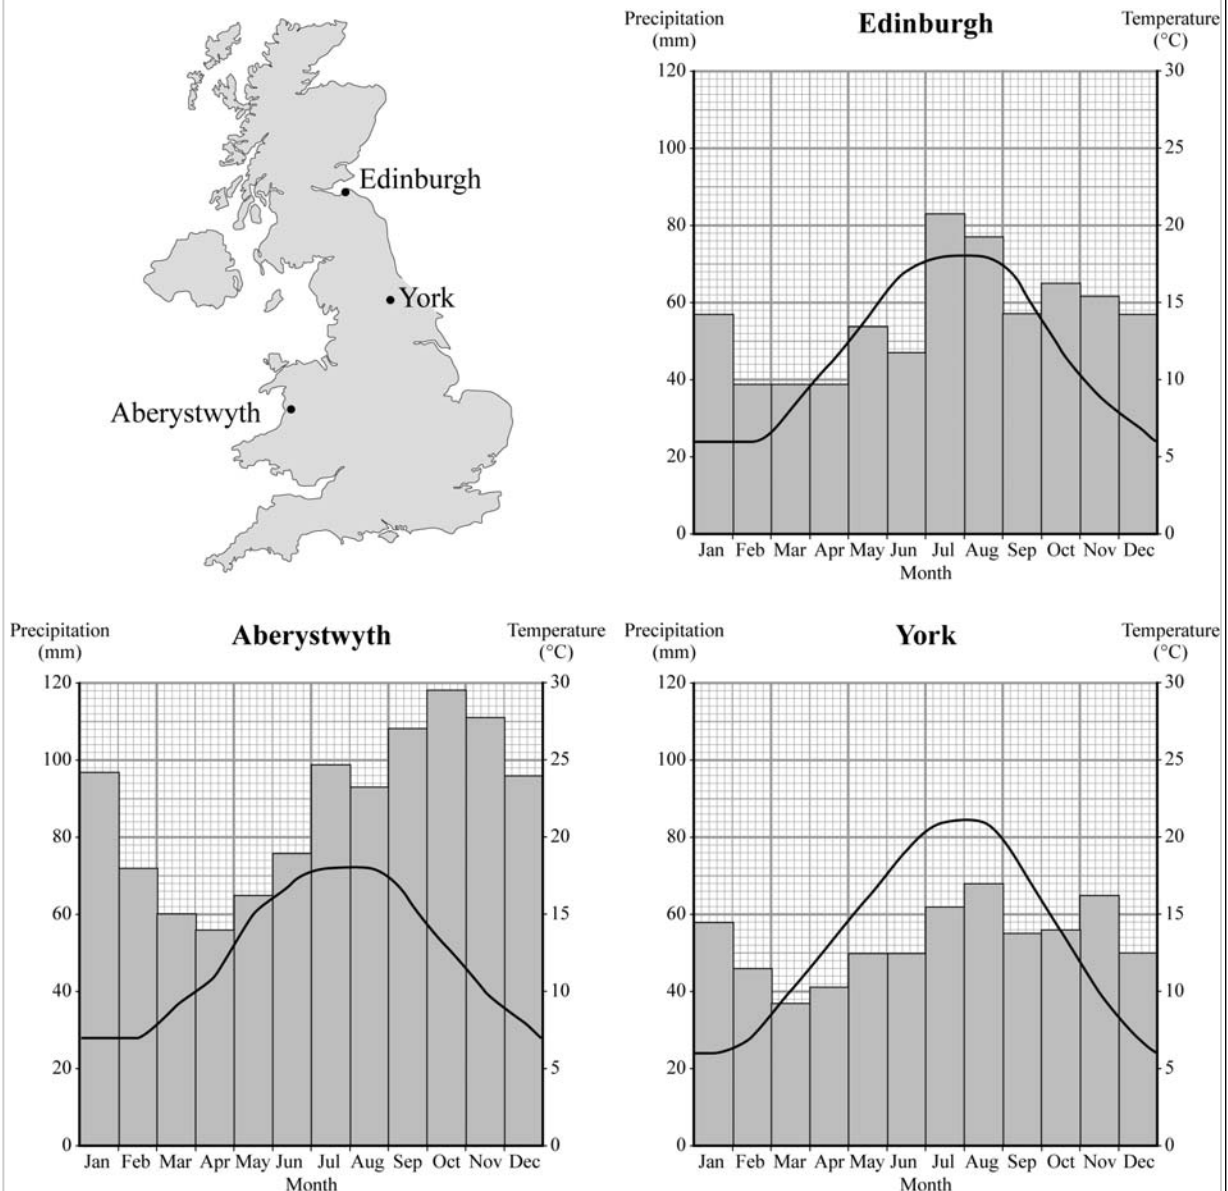 Edinburgh
York
Aberystwyth
Precipitation
(mm)
Edinburgh
Temperature
(°C)
120
100
80
60
40
20
0
30
25
20
15
10
5
0
Jan Feb Mar Apr May Jun Jul Aug Sep Oct Nov Dec
Month
Precipitation
(mm)
Aberystwyth
Temperature
(°C)
120
100
80
60
40
20
0
30
25
20
15
10
5
0
Jan Feb Mar Apr May Jun Jul Aug Sep Oct Nov Dec
Month
Precipitation
(mm)
York
Temperature
(°C)
120
100
80
60
40
20
0
30
25
20
15
10
5
0
Jan Feb Mar Apr May Jun Jul Aug Sep Oct Nov Dec
Month